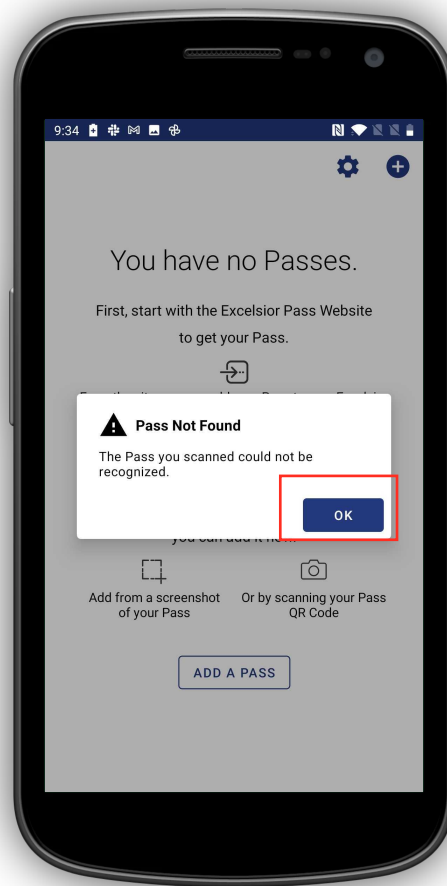 9:34
You have no Passes.
First, start with the Excelsior Pass Website
to get your Pass.
Pass Not Found
The Pass you scanned could not be
recognized.
OK
you can add it
Add from a screenshot
of your Pass
Or by scanning your Pass
QR Code
ADD A PASS